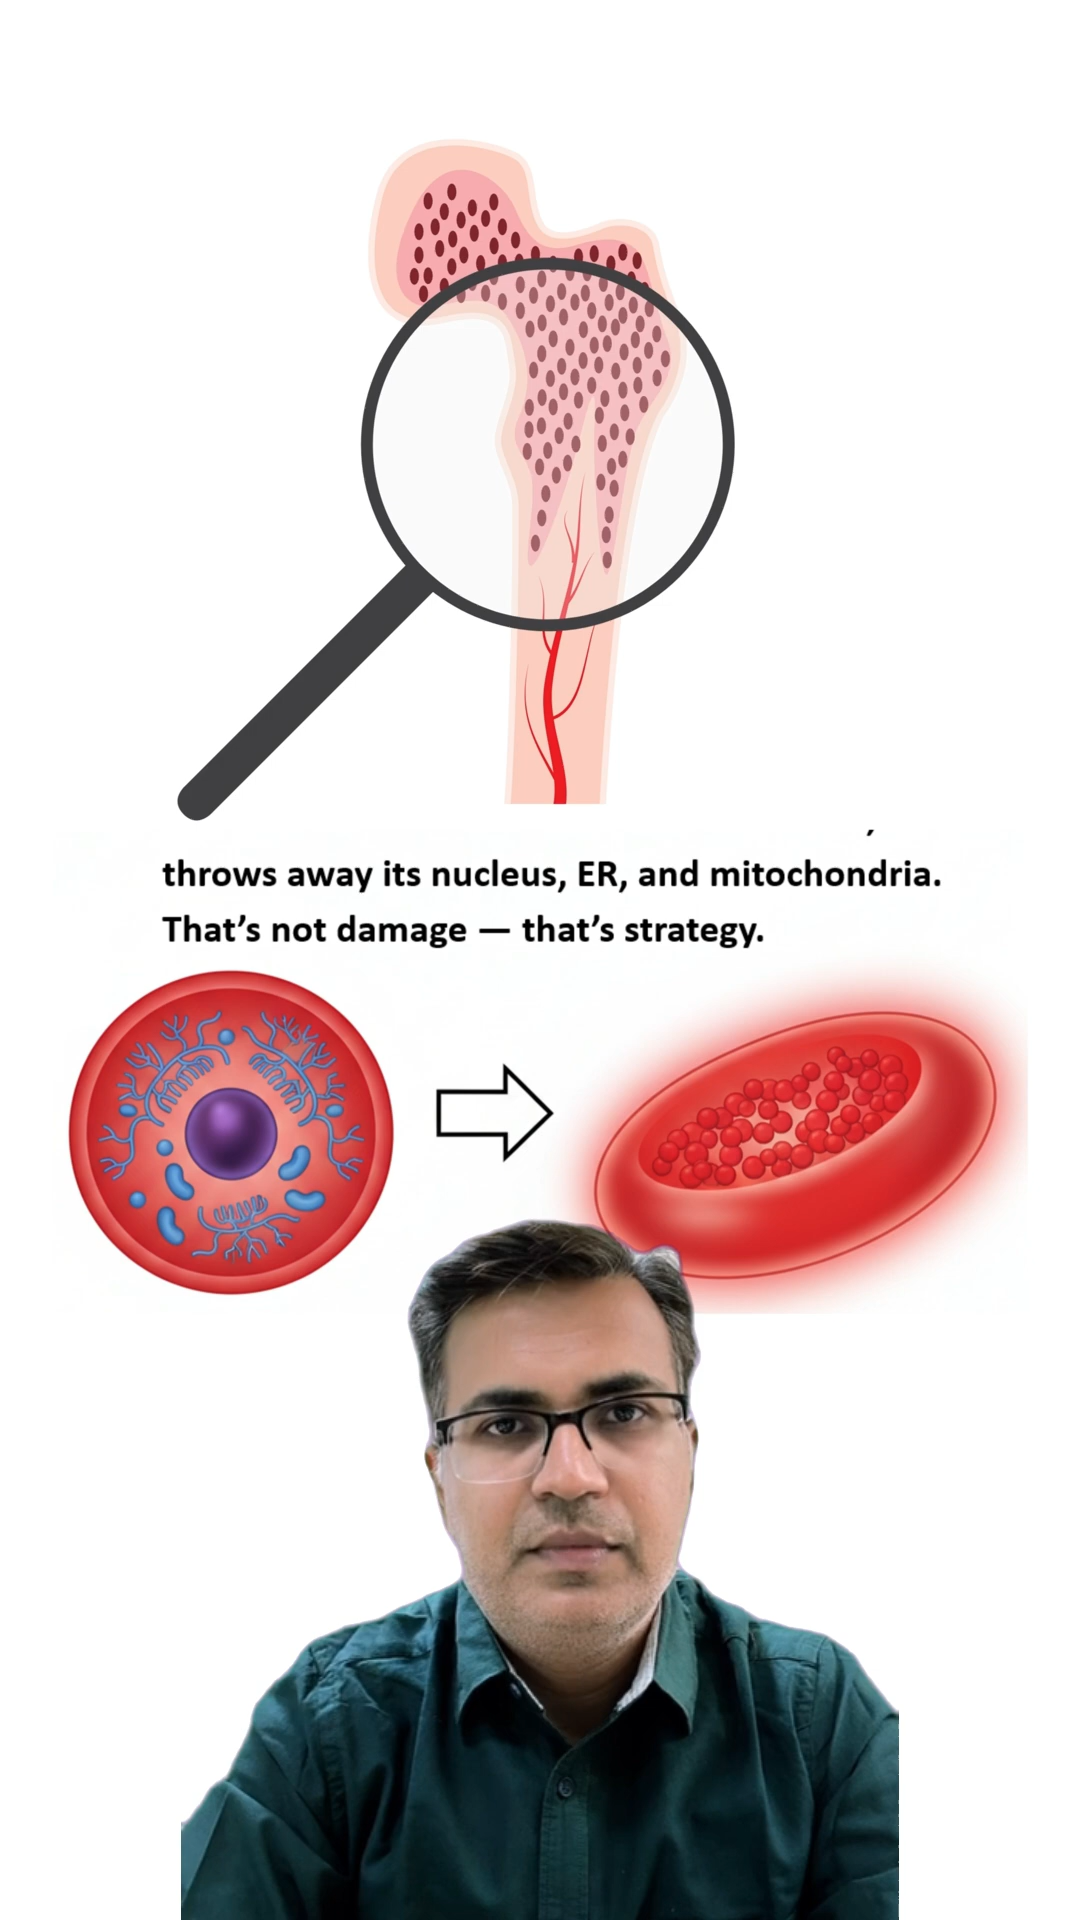 throws away its nucleus, ER, and mitochondria.
That’s not damage — that’s strategy.